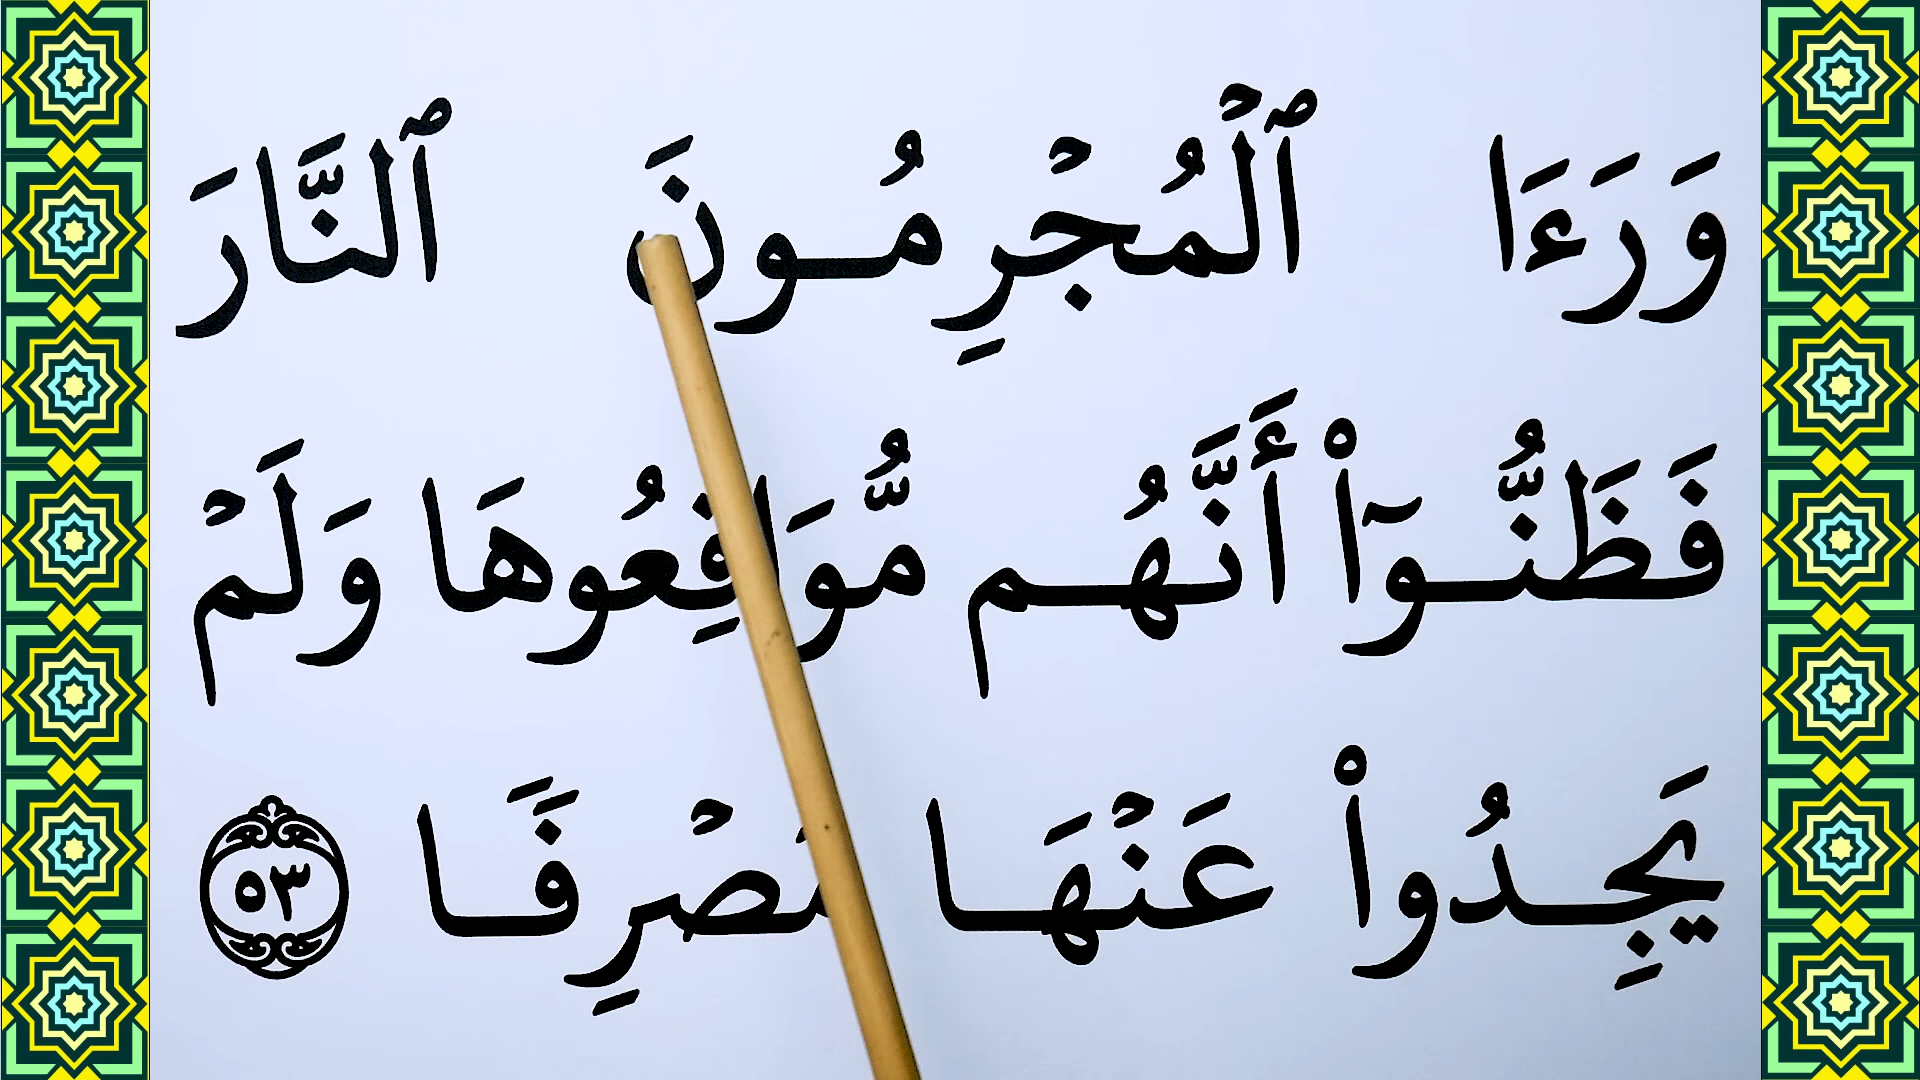 وَرَءَا ٱلْمُجْرِمُونَ ٱلنَّارَ
فَظَنُّوٓا۟ أَنَّهُم مُّوَاقِعُوهَا وَلَمْ
يَجِدُوا۟ عَنْهَا مَصْرِفًا ٥٣